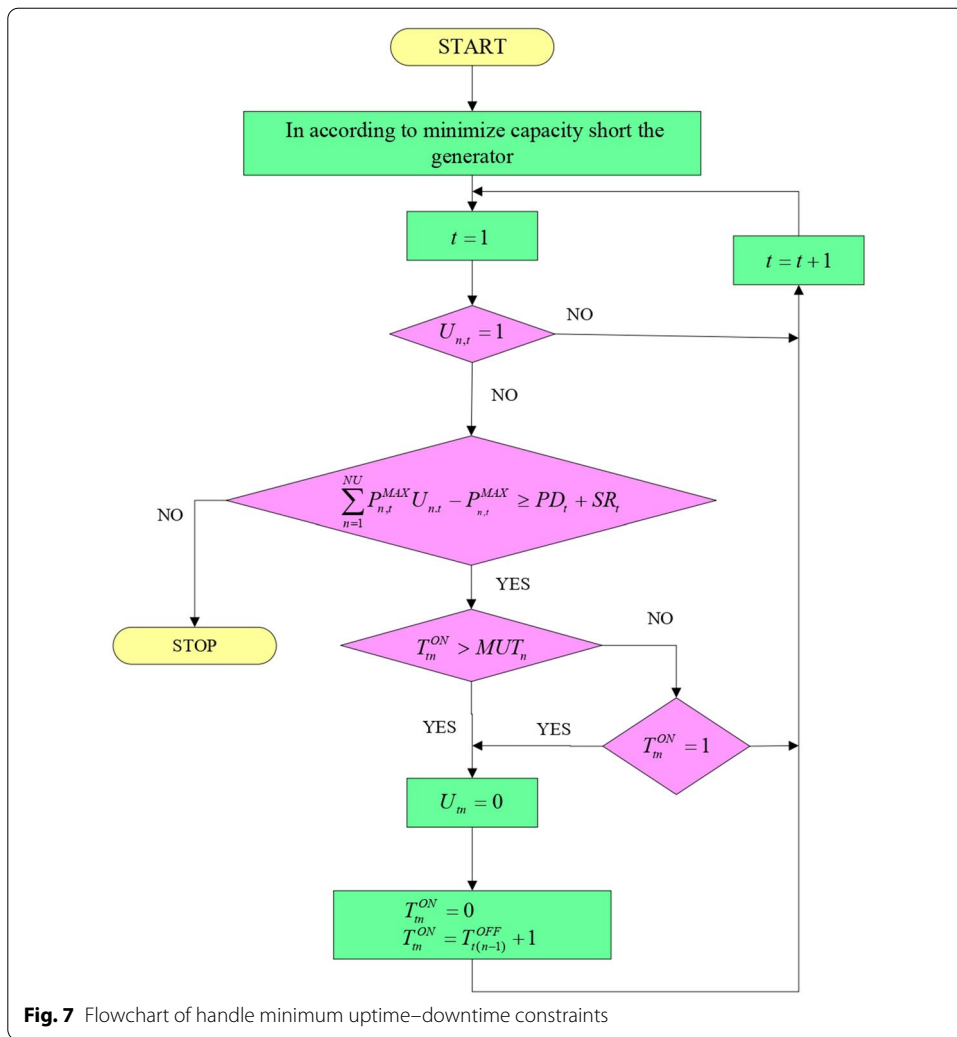 START
In according to minimize capacity short the
generator
t = 1
t = t + 1
U_{n,t} = 1
NO
NO
\sum_{n=1}^{NU} P_{n,t}^{MAX} U_{n.t} - P_{n,t}^{MAX} ≥ PD_t + SR_t
NO
YES
STOP
T_{tn}^{ON} > MUT_n
NO
YES
YES
T_{tn}^{ON} = 1
U_{tn} = 0
T_{tn}^{ON} = 0
T_{tn}^{ON} = T_{t(n-1)}^{OFF} + 1
Fig. 7 Flowchart of handle minimum uptime–downtime constraints